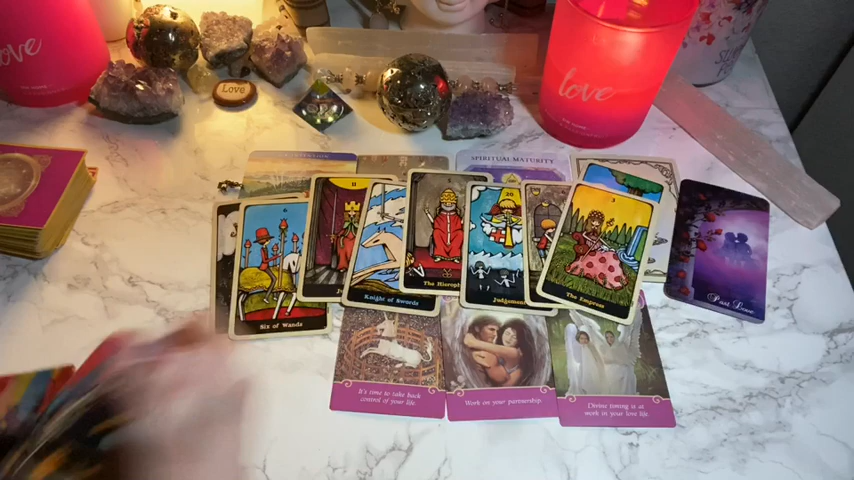 love
love
Love
SPIRITUAL MATURITY
6
Six of Wands
II
Knight of Swords
The Hierop
20
Judgement
3
The Empress
Past Love
It's time to take back
control of your life.
Work on your partnership.
Divine timing is at
work in your love life.